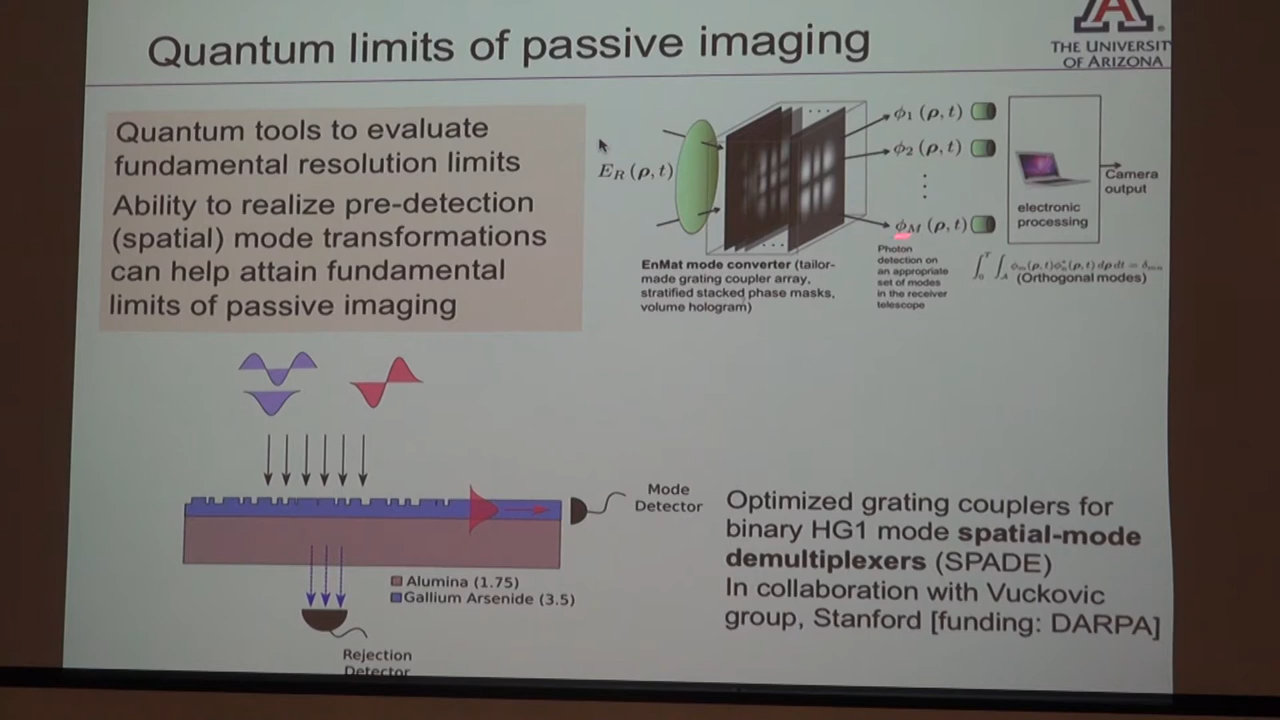 Quantum limits of passive imaging
THE UNIVERSIT
OF ARIZONA
Quantum tools to evaluate
fundamental resolution limits
Ability to realize pre-detection
(spatial) mode transformations
can help attain fundamental
limits of passive imaging
E_R (ρ, t)
ϕ_1 (ρ, t)
ϕ_2 (ρ, t)
ϕ_M (ρ, t)
electronic
processing
Camera
output
EnMat mode converter (tailor-
made grating coupler array,
stratified stacked phase masks,
volume hologram)
Photon
detection on
an appropriate
set of modes
in the receiver
telescope
(Orthogonal modes)
Mode
Detector
Alumina (1.75)
Gallium Arsenide (3.5)
Rejection
Detector
Optimized grating couplers for
binary HG1 mode spatial-mode
demultiplexers (SPADE)
In collaboration with Vuckovic
group, Stanford [funding: DARPA]